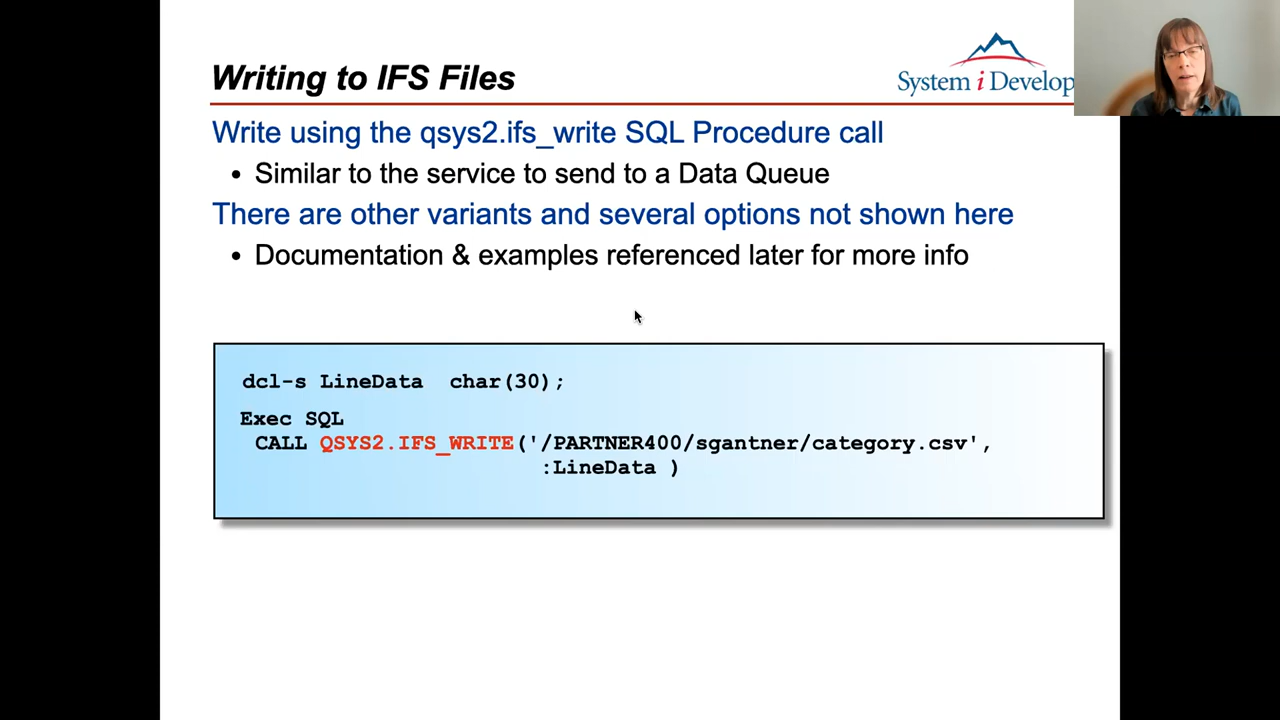 Writing to IFS Files
System i Develop
Write using the qsys2.ifs_write SQL Procedure call
• Similar to the service to send to a Data Queue
There are other variants and several options not shown here
• Documentation & examples referenced later for more info
dcl-s LineData char(30);
Exec SQL
CALL QSYS2.IFS_WRITE('/PARTNER400/sgantner/category.csv',
:LineData )